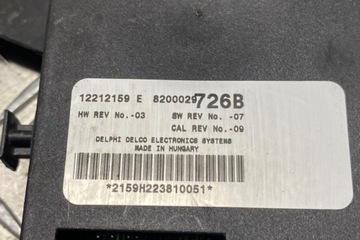 12212159 E 8200029726B
HW REV No.-03 SW REV No. -07
CAL REV No.-09
DELPHI DELCO ELECTRONICS SYSTEMS
MADE IN HUNGARY
*2159H223810051*